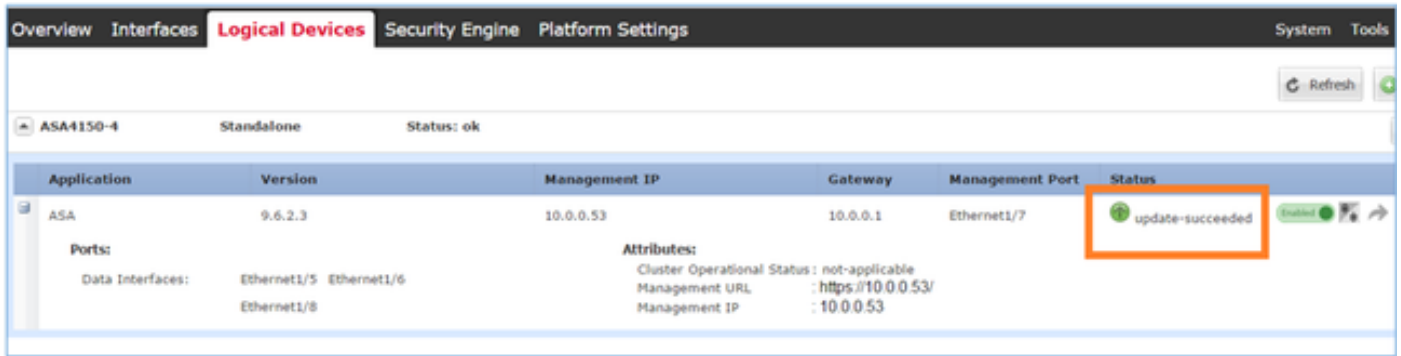 Overview Interfaces Logical Devices Security Engine Platform Settings System Tools
Refresh
ASA4150-4 Standalone Status: ok
Application Version Management IP Gateway Management Port Status
ASA 9.6.2.3 10.0.0.53 10.0.0.1 Ethernet1/7 update-succeeded Enabled
Ports: Attributes:
Cluster Operational Status : not-applicable
Data Interfaces: Ethernet1/5 Ethernet1/6
Management URL : https://10.0.0.53/
Ethernet1/8 Management IP : 10.0.0.53